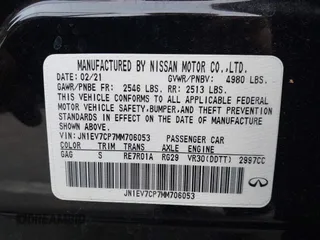 MANUFACTURED BY NISSAN MOTOR CO.,LTD.
DATE: 02/21 GVWR/PNBV: 4980 LBS.
GAWR/PNBE FR: 2546 LBS. RR: 2513 LBS.
THIS VEHICLE CONFORMS TO ALL APPLICABLE FEDERAL
MOTOR VEHICLE SAFETY, BUMPER, AND THEFT PREVENTION
STANDARDS IN EFFECT ON THE DATE OF
MANUFACTURE SHOWN ABOVE.
JN1EV7CP7MM706053 PASSENGER CAR
COLOR TRIM TRANS AXLE ENGINE
GAG S RE7R01A RG29 VR30(DDTT) 2997CC
JN1EV7CP7MM706053
INFINITI